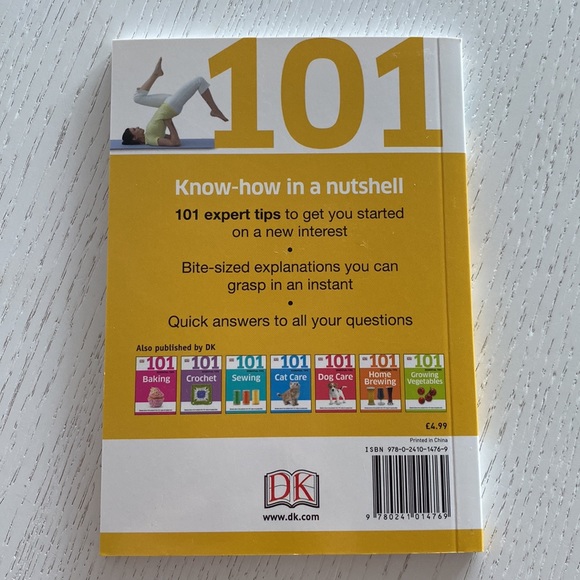 101
Know-how in a nutshell
101 expert tips to get you started
on a new interest
•
Bite-sized explanations you can
grasp in an instant
•
Quick answers to all your questions
Also published by DK
101
Baking
101
Crochet
101
Sewing
101
Cat Care
101
Dog Care
101
Home
Brewing
101
Growing
Vegetables
£4.99
Printed in China
ISBN 978-0-2410-1476-9
9 780241 014769
DK
www.dk.com